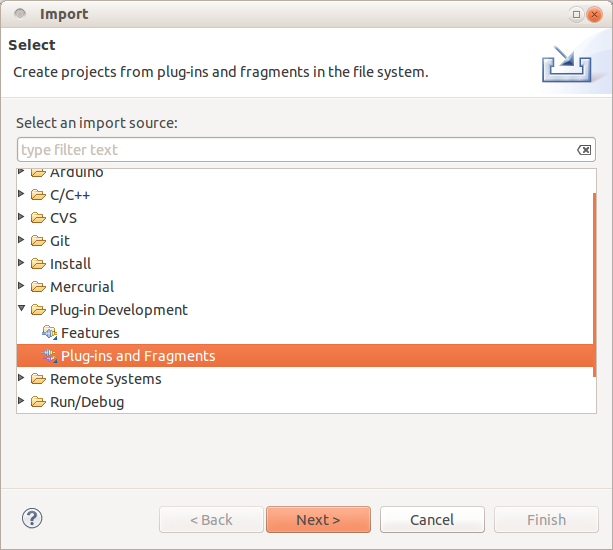 Import
Select
Create projects from plug-ins and fragments in the file system.
Select an import source:
type filter text
Arduino
C/C++
CVS
Git
Install
Mercurial
Plug-in Development
Features
Plug-ins and Fragments
Remote Systems
Run/Debug
?
< Back
Next >
Cancel
Finish